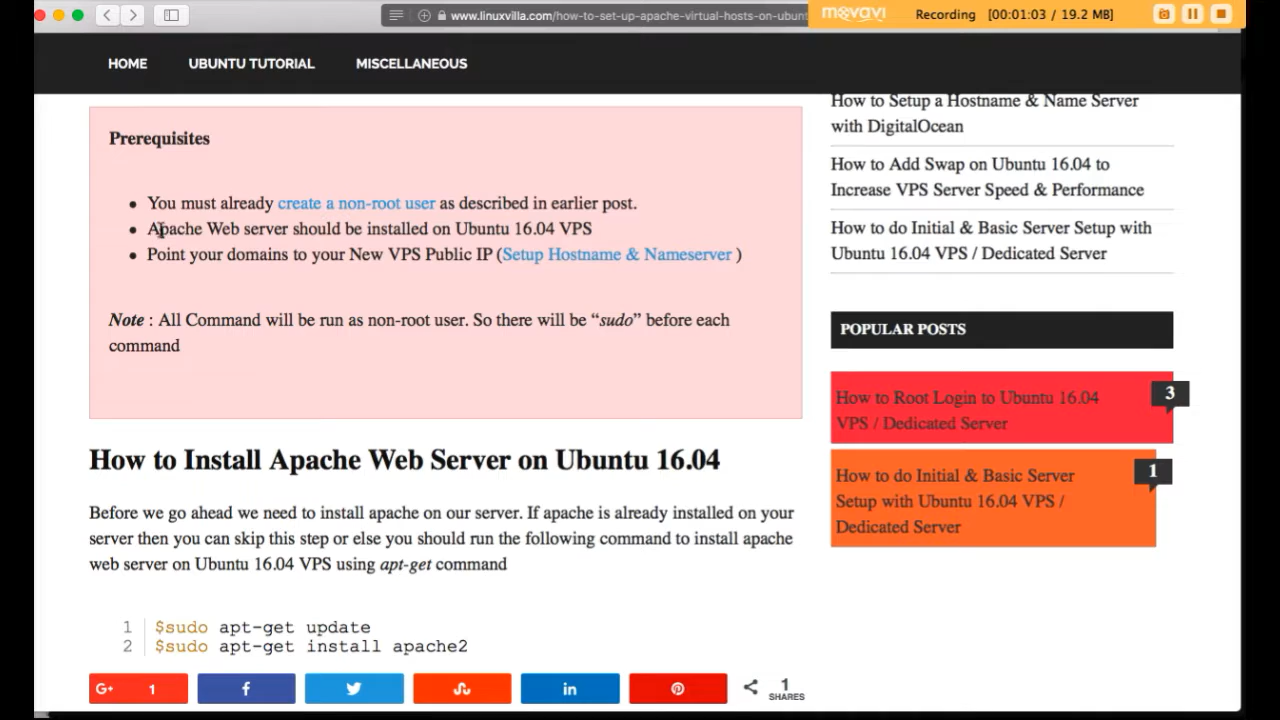 www.linuxvilla.com/how-to-set-up-apache-virtual-hosts-on-ubunt
movavi
Recording [00:01:03 / 19.2 MB]
HOME
UBUNTU TUTORIAL
MISCELLANEOUS
Prerequisites
You must already create a non-root user as described in earlier post.
Apache Web server should be installed on Ubuntu 16.04 VPS
Point your domains to your New VPS Public IP (Setup Hostname & Nameserver )
Note : All Command will be run as non-root user. So there will be “sudo” before each
command
How to Install Apache Web Server on Ubuntu 16.04
Before we go ahead we need to install apache on our server. If apache is already installed on your
server then you can skip this step or else you should run the following command to install apache
web server on Ubuntu 16.04 VPS using apt-get command
1 $sudo apt-get update
2 $sudo apt-get install apache2
G+ 1
f
in
1
SHARES
How to Setup a Hostname & Name Server
with DigitalOcean
How to Add Swap on Ubuntu 16.04 to
Increase VPS Server Speed & Performance
How to do Initial & Basic Server Setup with
Ubuntu 16.04 VPS / Dedicated Server
POPULAR POSTS
How to Root Login to Ubuntu 16.04
VPS / Dedicated Server
3
How to do Initial & Basic Server
Setup with Ubuntu 16.04 VPS /
Dedicated Server
1